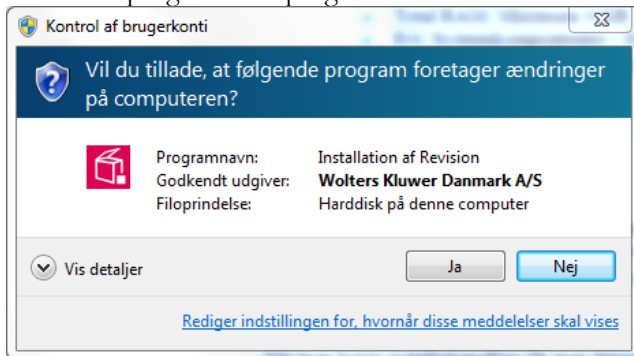 Kontrol af brugerkonti
Vil du tillade, at følgende program foretager ændringer
på computeren?
Programnavn: Installation af Revision
Godkendt udgiver: Wolters Kluwer Danmark A/S
Filoprindelse: Harddisk på denne computer
Vis detaljer
Ja
Nej
Rediger indstillingen for, hvornår disse meddelelser skal vises